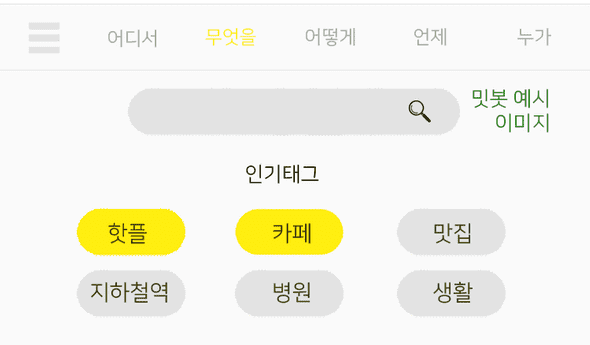 어디서 무엇을 어떻게 언제 누가
밋봇 예시
이미지
인기태그
핫플 카페 맛집
지하철역 병원 생활